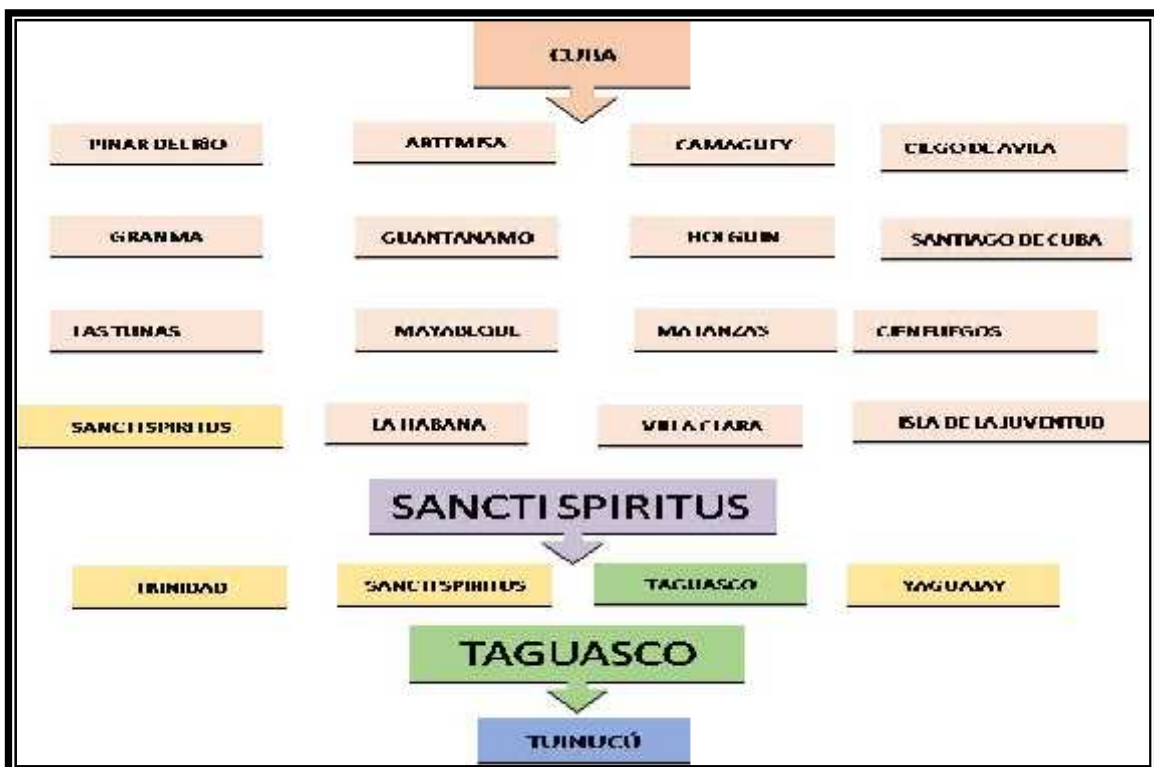 CUBA
PINAR DEL RIO
ARTEMISA
CAMAGUEY
CIEGO DE AVILA
GRANMA
GUANTANAMO
HOLGUIN
SANTIAGO DE CUBA
LAS TUNAS
MAYABEQUE
MATANZAS
CIENFUEGOS
SANCTI SPIRITUS
LA HABANA
VILLA CLARA
ISLA DE LA JUVENTUD
SANCTI SPIRITUS
TRINIDAD
SANCTI SPIRITUS
TAGUASCO
YAGUAJAY
TAGUASCO
TUINUCÚ